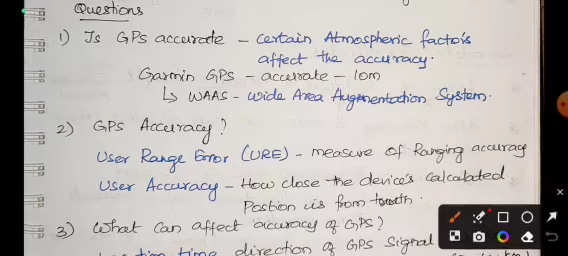 Questions
1) Is GPS accurate - certain Atmospheric factors
affect the accuracy.
Garmin GPS - accurate - 10m
↳ WAAS - Wide Area Augmentation System.
2) GPS Accuracy?
User Range Error (URE) - measure of Ranging accuracy
User Accuracy - How close the device's calculated
Position is from truth.
3) What can affect accuracy of GPS?
time, direction of GPS Signal